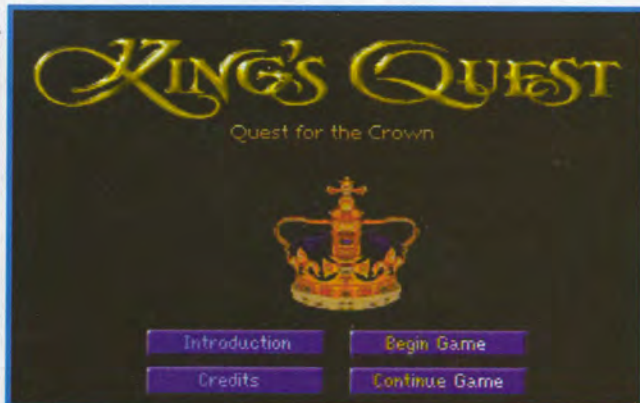 KING'S QUEST
Quest for the Crown
Introduction
Begin Game
Credits
Continue Game